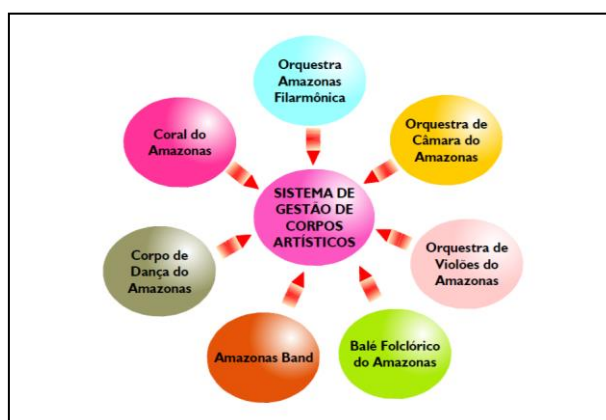 Orquestra
Amazonas
Filarmônica
Coral do
Amazonas
Orquestra de
Câmara do
Amazonas
SISTEMA DE
GESTÃO DE
CORPOS
ARTÍSTICOS
Corpo de
Dança do
Amazonas
Orquestra de
Violões do
Amazonas
Amazonas Band
Balé Folclórico
do Amazonas